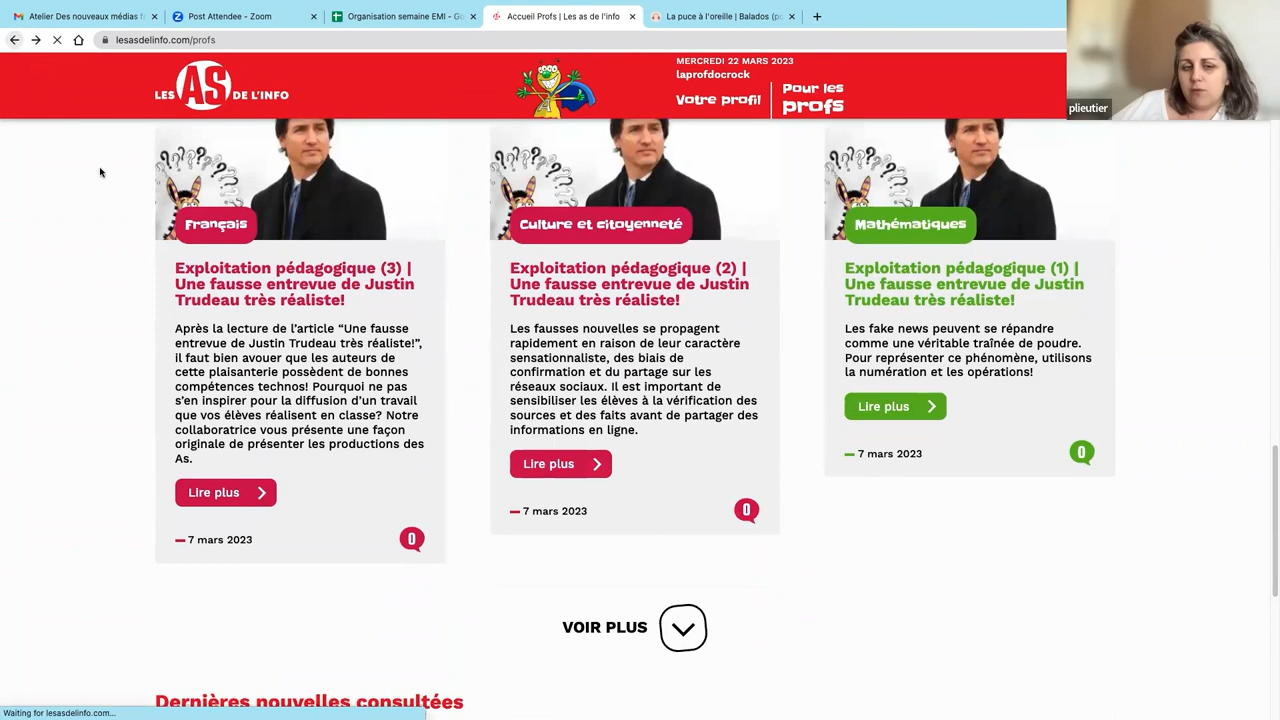 Atelier Des nouveaux médias f
Post Attendee - Zoom
Organisation semaine EMI - Go
Accueil Profs | Les as de l'info
La puce à l'oreille | Balados (po
lesasdelinfo.com/profs
LES AS DE L'INFO
MERCREDI 22 MARS 2023
laprofdocrock
Votre profil
Pour les
profs
plieutier
Français
Exploitation pédagogique (3) |
Une fausse entrevue de Justin
Trudeau très réaliste!
Après la lecture de l'article “Une fausse
entrevue de Justin Trudeau très réaliste!”,
il faut bien avouer que les auteurs de
cette plaisanterie possèdent de bonnes
compétences technos! Pourquoi ne pas
s'en inspirer pour la diffusion d'un travail
que vos élèves réalisent en classe? Notre
collaboratrice vous présente une façon
originale de présenter les productions des
As.
Lire plus
7 mars 2023
0
Culture et citoyenneté
Exploitation pédagogique (2) |
Une fausse entrevue de Justin
Trudeau très réaliste!
Les fausses nouvelles se propagent
rapidement en raison de leur caractère
sensationnaliste, des biais de
confirmation et du partage sur les
réseaux sociaux. Il est important de
sensibiliser les élèves à la vérification des
sources et des faits avant de partager des
informations en ligne.
Lire plus
7 mars 2023
0
Mathématiques
Exploitation pédagogique (1) |
Une fausse entrevue de Justin
Trudeau très réaliste!
Les fake news peuvent se répandre
comme une véritable traînée de poudre.
Pour représenter ce phénomène, utilisons
la numération et les opérations!
Lire plus
7 mars 2023
0
VOIR PLUS
Dernières nouvelles consultées
Waiting for lesasdelinfo.com...